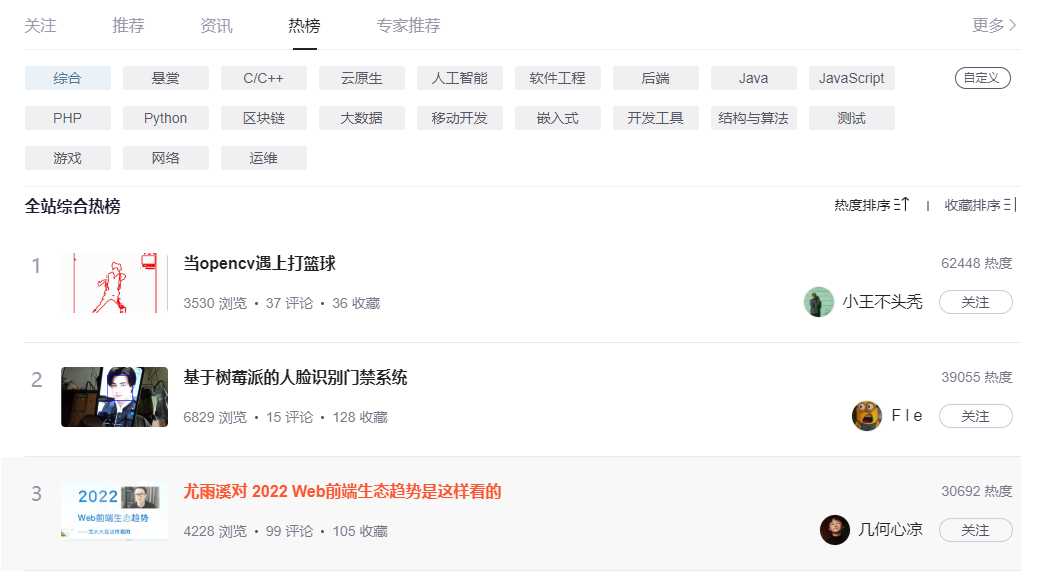 关注 推荐 资讯 热榜 专家推荐 更多
综合 悬赏 C/C++ 云原生 人工智能 软件工程 后端 Java JavaScript 自定义
PHP Python 区块链 大数据 移动开发 嵌入式 开发工具 结构与算法 测试
游戏 网络 运维
全站综合热榜 热度排序 | 收藏排序
1 当opencv遇上打篮球 62448 热度
3530 浏览 • 37 评论 • 36 收藏 小王不头秃 关注
2 基于树莓派的人脸识别门禁系统 39055 热度
6829 浏览 • 15 评论 • 128 收藏 F l e 关注
3 尤雨溪对 2022 Web前端生态趋势是这样看的 30692 热度
2022
Web前端生态趋势
——尤大大是这样看的
4228 浏览 • 99 评论 • 105 收藏 几何心凉 关注